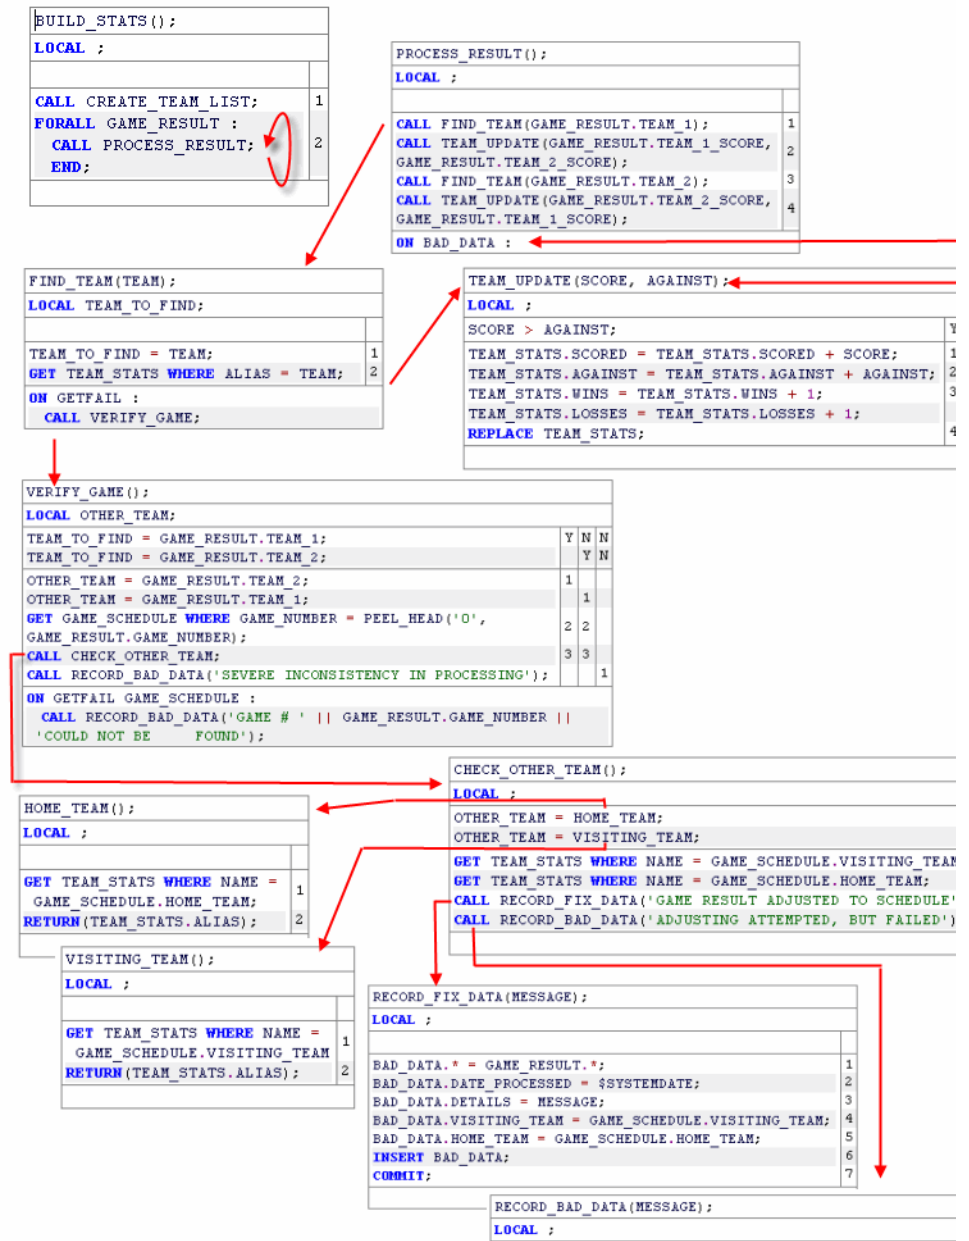 BUILD_STATS();
LOCAL ;
CALL CREATE_TEAM_LIST; 1
FORALL GAME_RESULT :
CALL PROCESS_RESULT; 2
END;
PROCESS_RESULT();
LOCAL ;
CALL FIND_TEAM(GAME_RESULT.TEAM_1); 1
CALL TEAM_UPDATE(GAME_RESULT.TEAM_1_SCORE, 2
GAME_RESULT.TEAM_2_SCORE);
CALL FIND_TEAM(GAME_RESULT.TEAM_2); 3
CALL TEAM_UPDATE(GAME_RESULT.TEAM_2_SCORE, 4
GAME_RESULT.TEAM_1_SCORE);
ON BAD_DATA :
FIND_TEAM(TEAM);
LOCAL TEAM_TO_FIND;
TEAM_TO_FIND = TEAM; 1
GET TEAM_STATS WHERE ALIAS = TEAM; 2
ON GETFAIL :
CALL VERIFY_GAME;
TEAM_UPDATE(SCORE, AGAINST);
LOCAL ;
SCORE > AGAINST; Y
TEAM_STATS.SCORED = TEAM_STATS.SCORED + SCORE; 1
TEAM_STATS.AGAINST = TEAM_STATS.AGAINST + AGAINST; 2
TEAM_STATS.WINS = TEAM_STATS.WINS + 1; 3
TEAM_STATS.LOSSES = TEAM_STATS.LOSSES + 1;
REPLACE TEAM_STATS; 4
VERIFY_GAME();
LOCAL OTHER_TEAM;
TEAM_TO_FIND = GAME_RESULT.TEAM_1; Y N N
TEAM_TO_FIND = GAME_RESULT.TEAM_2; Y N
OTHER_TEAM = GAME_RESULT.TEAM_2; 1
OTHER_TEAM = GAME_RESULT.TEAM_1; 1
GET GAME_SCHEDULE WHERE GAME_NUMBER = PEEL_HEAD('0', 2 2
GAME_RESULT.GAME_NUMBER);
CALL CHECK_OTHER_TEAM; 3 3
CALL RECORD_BAD_DATA('SEVERE INCONSISTENCY IN PROCESSING'); 1
ON GETFAIL GAME_SCHEDULE :
CALL RECORD_BAD_DATA('GAME # ' || GAME_RESULT.GAME_NUMBER ||
'COULD NOT BE FOUND');
CHECK_OTHER_TEAM();
LOCAL ;
OTHER_TEAM = HOME_TEAM;
OTHER_TEAM = VISITING_TEAM;
GET TEAM_STATS WHERE NAME = GAME_SCHEDULE.VISITING_TEAM
GET TEAM_STATS WHERE NAME = GAME_SCHEDULE.HOME_TEAM;
CALL RECORD_FIX_DATA('GAME RESULT ADJUSTED TO SCHEDULE'
CALL RECORD_BAD_DATA('ADJUSTING ATTEMPTED, BUT FAILED')
HOME_TEAM();
LOCAL ;
GET TEAM_STATS WHERE NAME = 1
GAME_SCHEDULE.HOME_TEAM;
RETURN(TEAM_STATS.ALIAS); 2
VISITING_TEAM();
LOCAL ;
GET TEAM_STATS WHERE NAME = 1
GAME_SCHEDULE.VISITING_TEAM
RETURN(TEAM_STATS.ALIAS); 2
RECORD_FIX_DATA(MESSAGE);
LOCAL ;
BAD_DATA.* = GAME_RESULT.*; 1
BAD_DATA.DATE_PROCESSED = $SYSTEMDATE; 2
BAD_DATA.DETAILS = MESSAGE; 3
BAD_DATA.VISITING_TEAM = GAME_SCHEDULE.VISITING_TEAM; 4
BAD_DATA.HOME_TEAM = GAME_SCHEDULE.HOME_TEAM; 5
INSERT BAD_DATA; 6
COMMIT; 7
RECORD_BAD_DATA(MESSAGE);
LOCAL ;